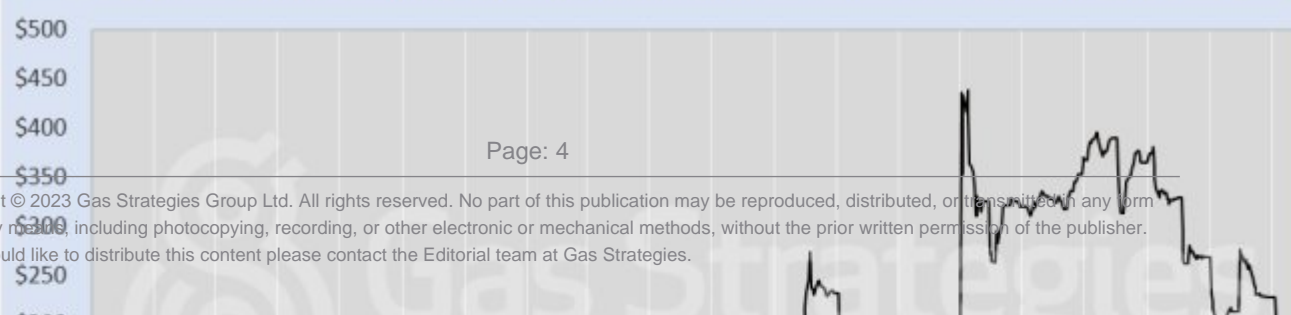 $500
$450
$400
Page: 4
$350
t © 2023 Gas Strategies Group Ltd. All rights reserved. No part of this publication may be reproduced, distributed, or transmitted in any form
$300
including photocopying, recording, or other electronic or mechanical methods, without the prior written permission of the publisher.
uld like to distribute this content please contact the Editorial team at Gas Strategies.
$250
Gas Strategies